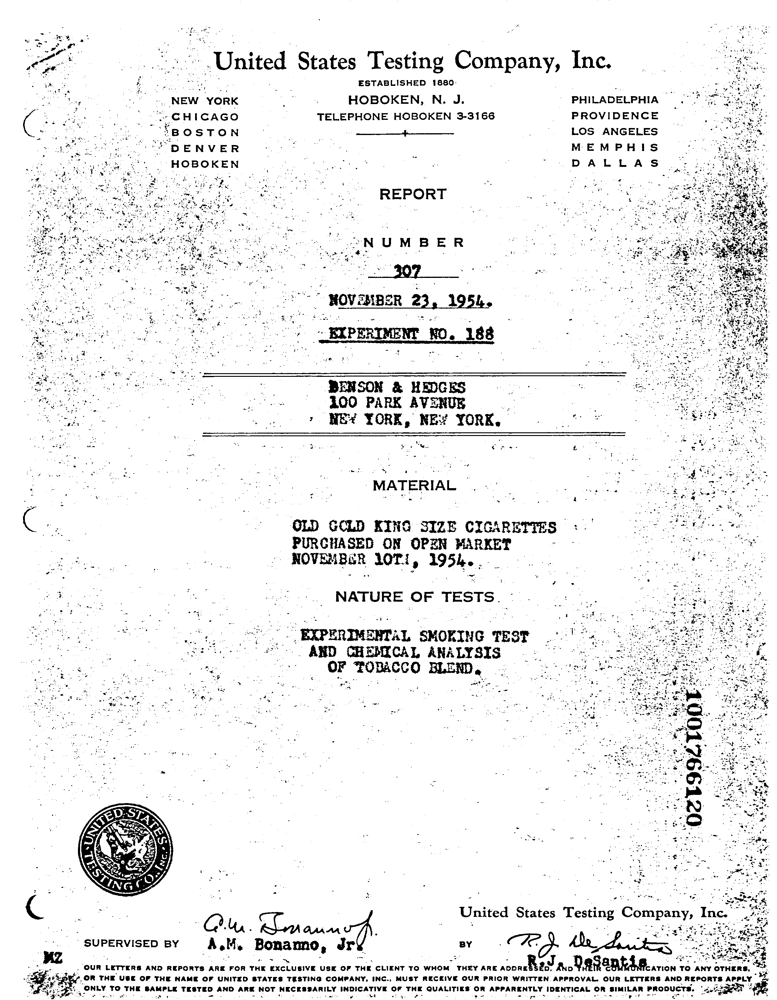 United States Testing Company, Inc.
ESTABLISHED 1880
HOBOKEN, N. J.
TELEPHONE HOBOKEN 3-3166
NEW YORK
CHICAGO
BOSTON
DENVER
HOBOKEN
PHILADELPHIA
PROVIDENCE
LOS ANGELES
MEMPHIS
DALLAS
REPORT
NUMBER
307
NOVEMBER 23, 1954.
EXPERIMENT NO. 188
BENSON & HEDGES
100 PARK AVENUE
NEW YORK, NEW YORK.
MATERIAL
OLD GOLD KING SIZE CIGARETTES
PURCHASED ON OPEN MARKET
NOVEMBER 10TH, 1954.
NATURE OF TESTS
EXPERIMENTAL SMOKING TEST
AND CHEMICAL ANALYSIS
OF TOBACCO BLEND.
1001766120
UNITED STATES TESTING CO., INC.
United States Testing Company, Inc.
A.M. Bonanno Jr.
SUPERVISED BY A.M. Bonanno, Jr.
R.J. DeSantis
BY R.J. DeSantis
MZ
OUR LETTERS AND REPORTS ARE FOR THE EXCLUSIVE USE OF THE CLIENT TO WHOM THEY ARE ADDRESSED, AND THEIR COMMUNICATION TO ANY OTHERS,
OR THE USE OF THE NAME OF UNITED STATES TESTING COMPANY, INC., MUST RECEIVE OUR PRIOR WRITTEN APPROVAL. OUR LETTERS AND REPORTS APPLY
ONLY TO THE SAMPLE TESTED AND ARE NOT NECESSARILY INDICATIVE OF THE QUALITIES OF APPARENTLY IDENTICAL OR SIMILAR PRODUCTS.